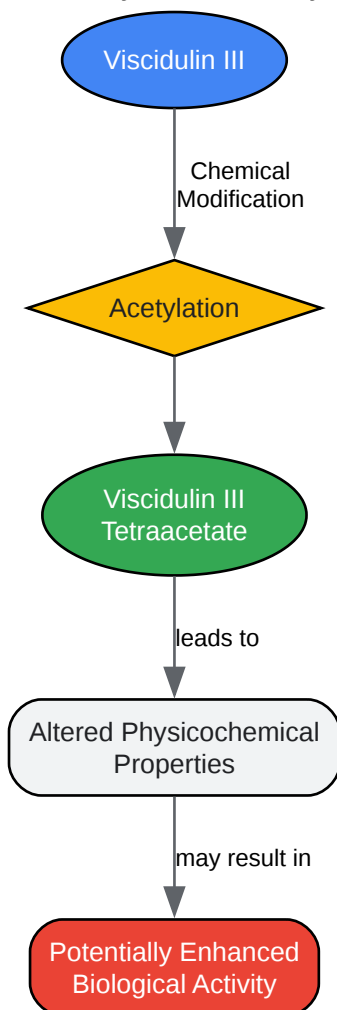 Viscidulin III
Chemical
Modification
Acetylation
Viscidulin III
Tetraacetate
leads to
Altered Physicochemical
Properties
may result in
Potentially Enhanced
Biological Activity